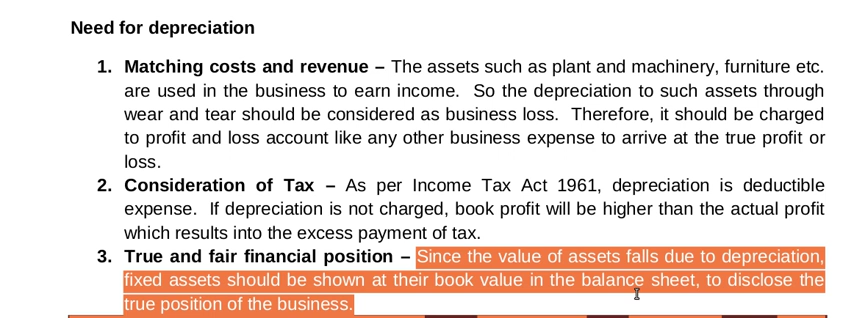 Need for depreciation
1. Matching costs and revenue – The assets such as plant and machinery, furniture etc.
are used in the business to earn income.  So the depreciation to such assets through
wear and tear should be considered as business loss.  Therefore, it should be charged
to profit and loss account like any other business expense to arrive at the true profit or
loss.
2. Consideration of Tax – As per Income Tax Act 1961, depreciation is deductible
expense.  If depreciation is not charged, book profit will be higher than the actual profit
which results into the excess payment of tax.
3. True and fair financial position – Since the value of assets falls due to depreciation,
fixed assets should be shown at their book value in the balance sheet, to disclose the
true position of the business.